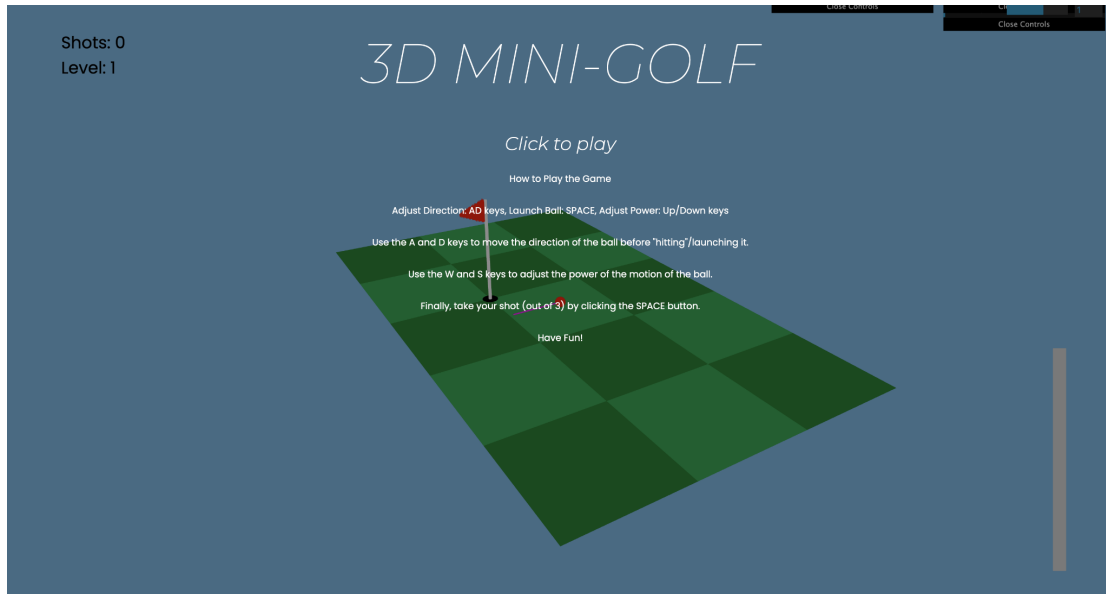 Close Controls
Close Controls
Shots: 0
Level: 1
3D MINI-GOLF
Click to play
How to Play the Game
Adjust Direction: AD keys, Launch Ball: SPACE, Adjust Power: Up/Down keys
Use the A and D keys to move the direction of the ball before "hitting"/launching it.
Use the W and S keys to adjust the power of the motion of the ball.
Finally, take your shot (out of 3) by clicking the SPACE button.
Have Fun!